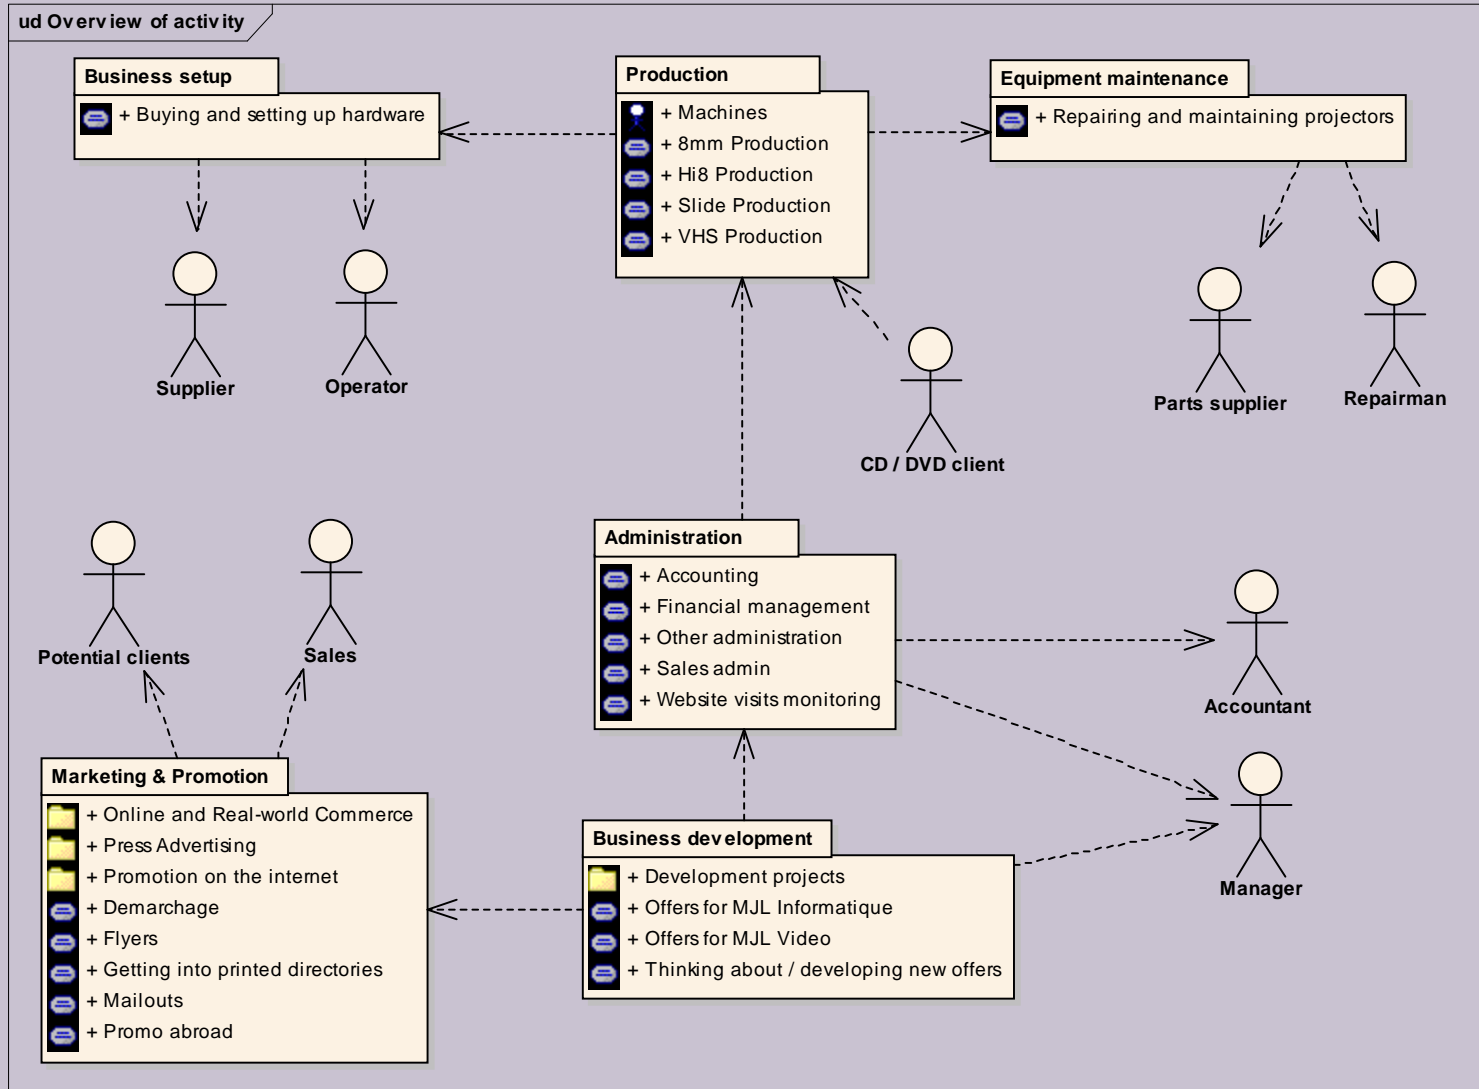 ud Overview of activity
Business setup
+ Buying and setting up hardware
Production
+ Machines
+ 8mm Production
+ Hi8 Production
+ Slide Production
+ VHS Production
Equipment maintenance
+ Repairing and maintaining projectors
Supplier
Operator
CD / DVD client
Parts supplier
Repairman
Potential clients
Sales
Administration
+ Accounting
+ Financial management
+ Other administration
+ Sales admin
+ Website visits monitoring
Accountant
Manager
Marketing & Promotion
+ Online and Real-world Commerce
+ Press Advertising
+ Promotion on the internet
+ Demarchage
+ Flyers
+ Getting into printed directories
+ Mailouts
+ Promo abroad
Business development
+ Development projects
+ Offers for MJL Informatique
+ Offers for MJL Video
+ Thinking about / developing new offers